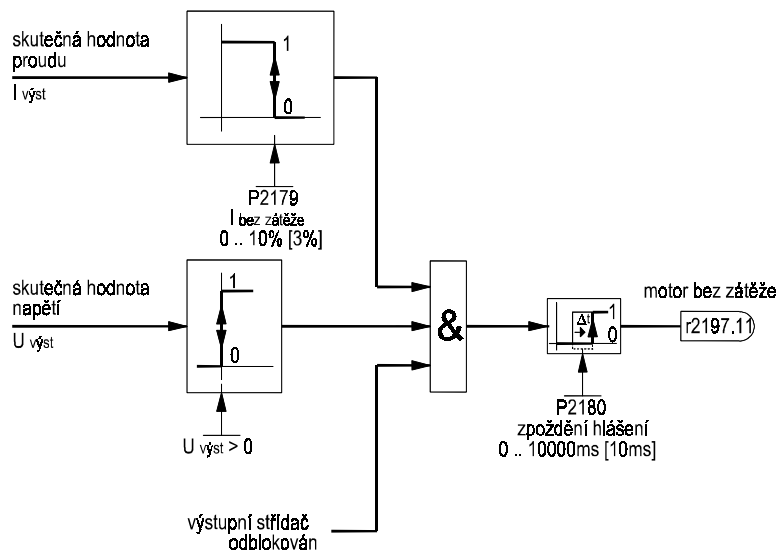 skutečná hodnota
proudu
I výst
1
0
P2179
I bez zátěže
0 .. 10% [3%]
skutečná hodnota
napětí
U výst
1
0
U výst > 0
&
motor bez zátěže
Δt
1
0
r2197.11
P2180
zpoždění hlášení
0 .. 10000ms [10ms]
výstupní střídač
odblokován